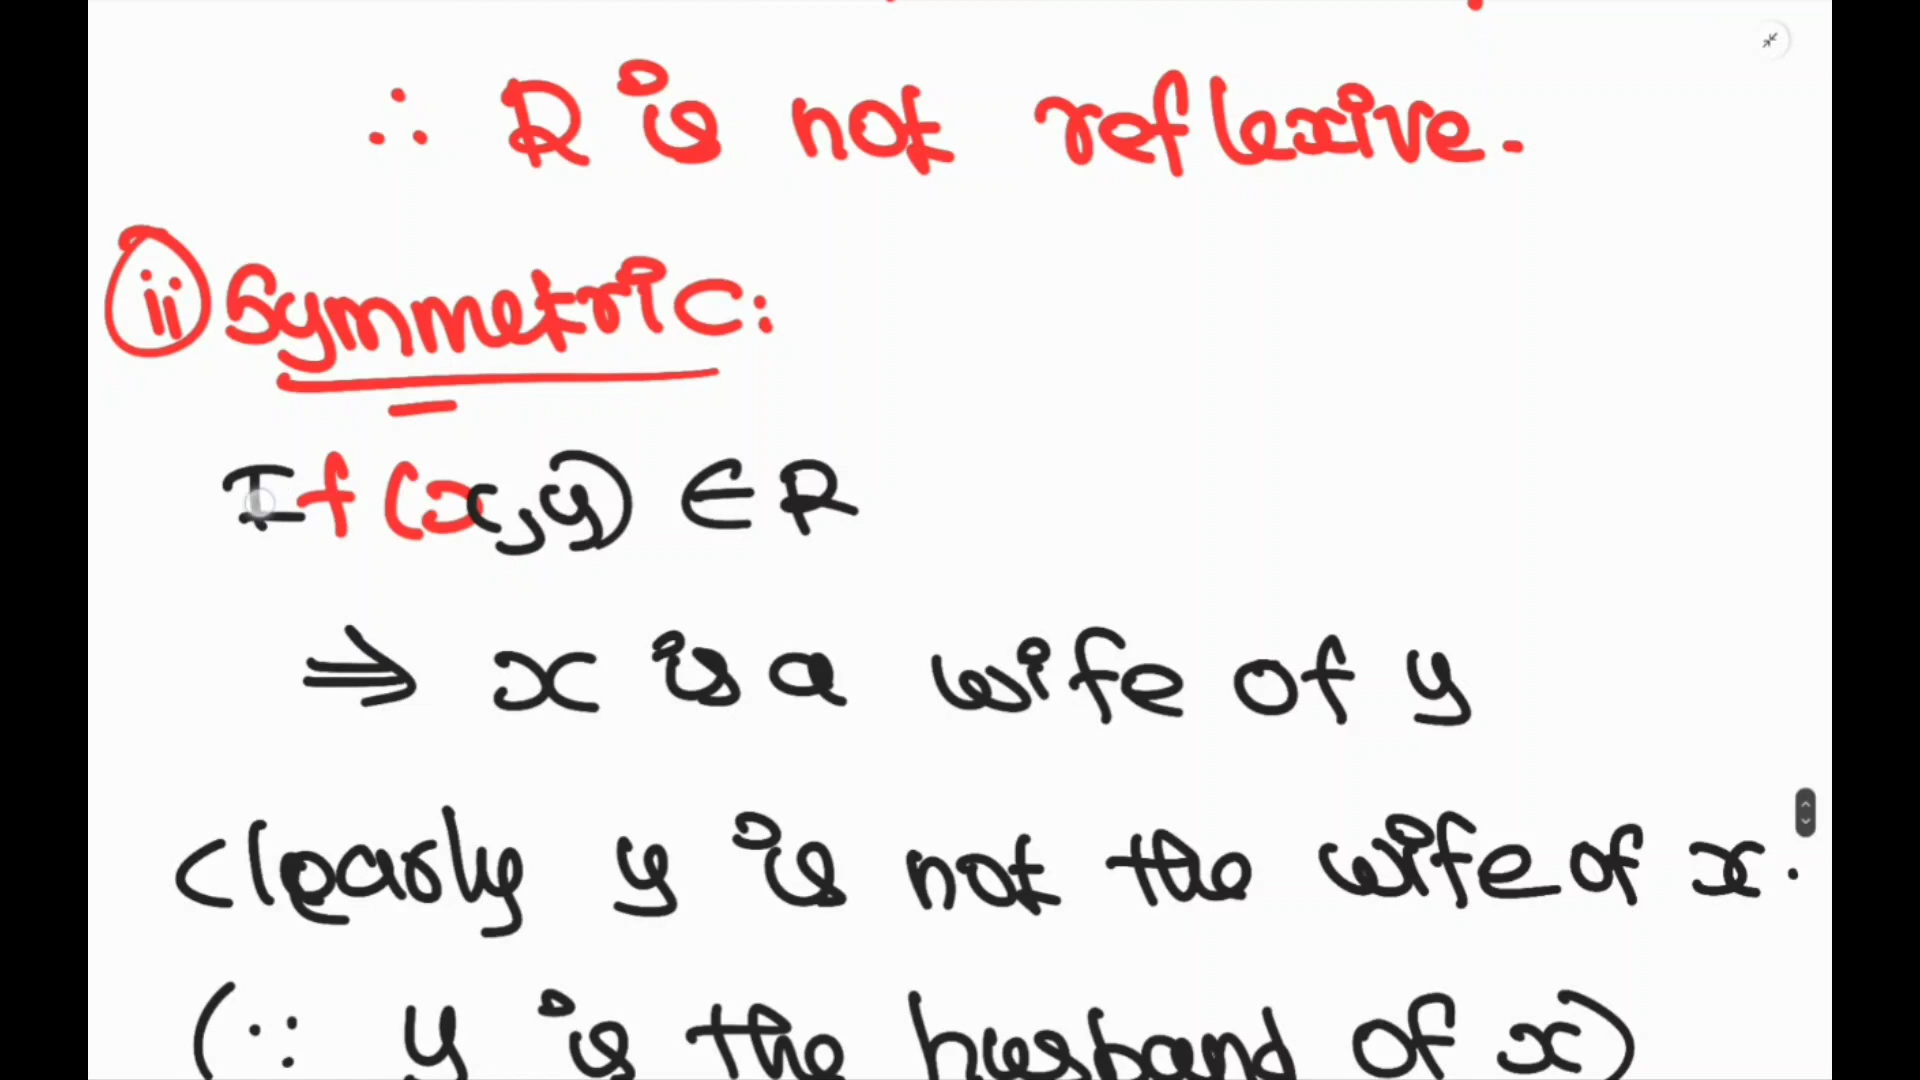 ∴ R is not reflexive.
ii Symmetric:
If (x,y) ∈ R
⇒ x is a wife of y
Clearly y is not the wife of x.
(∵ y is the husband of x)